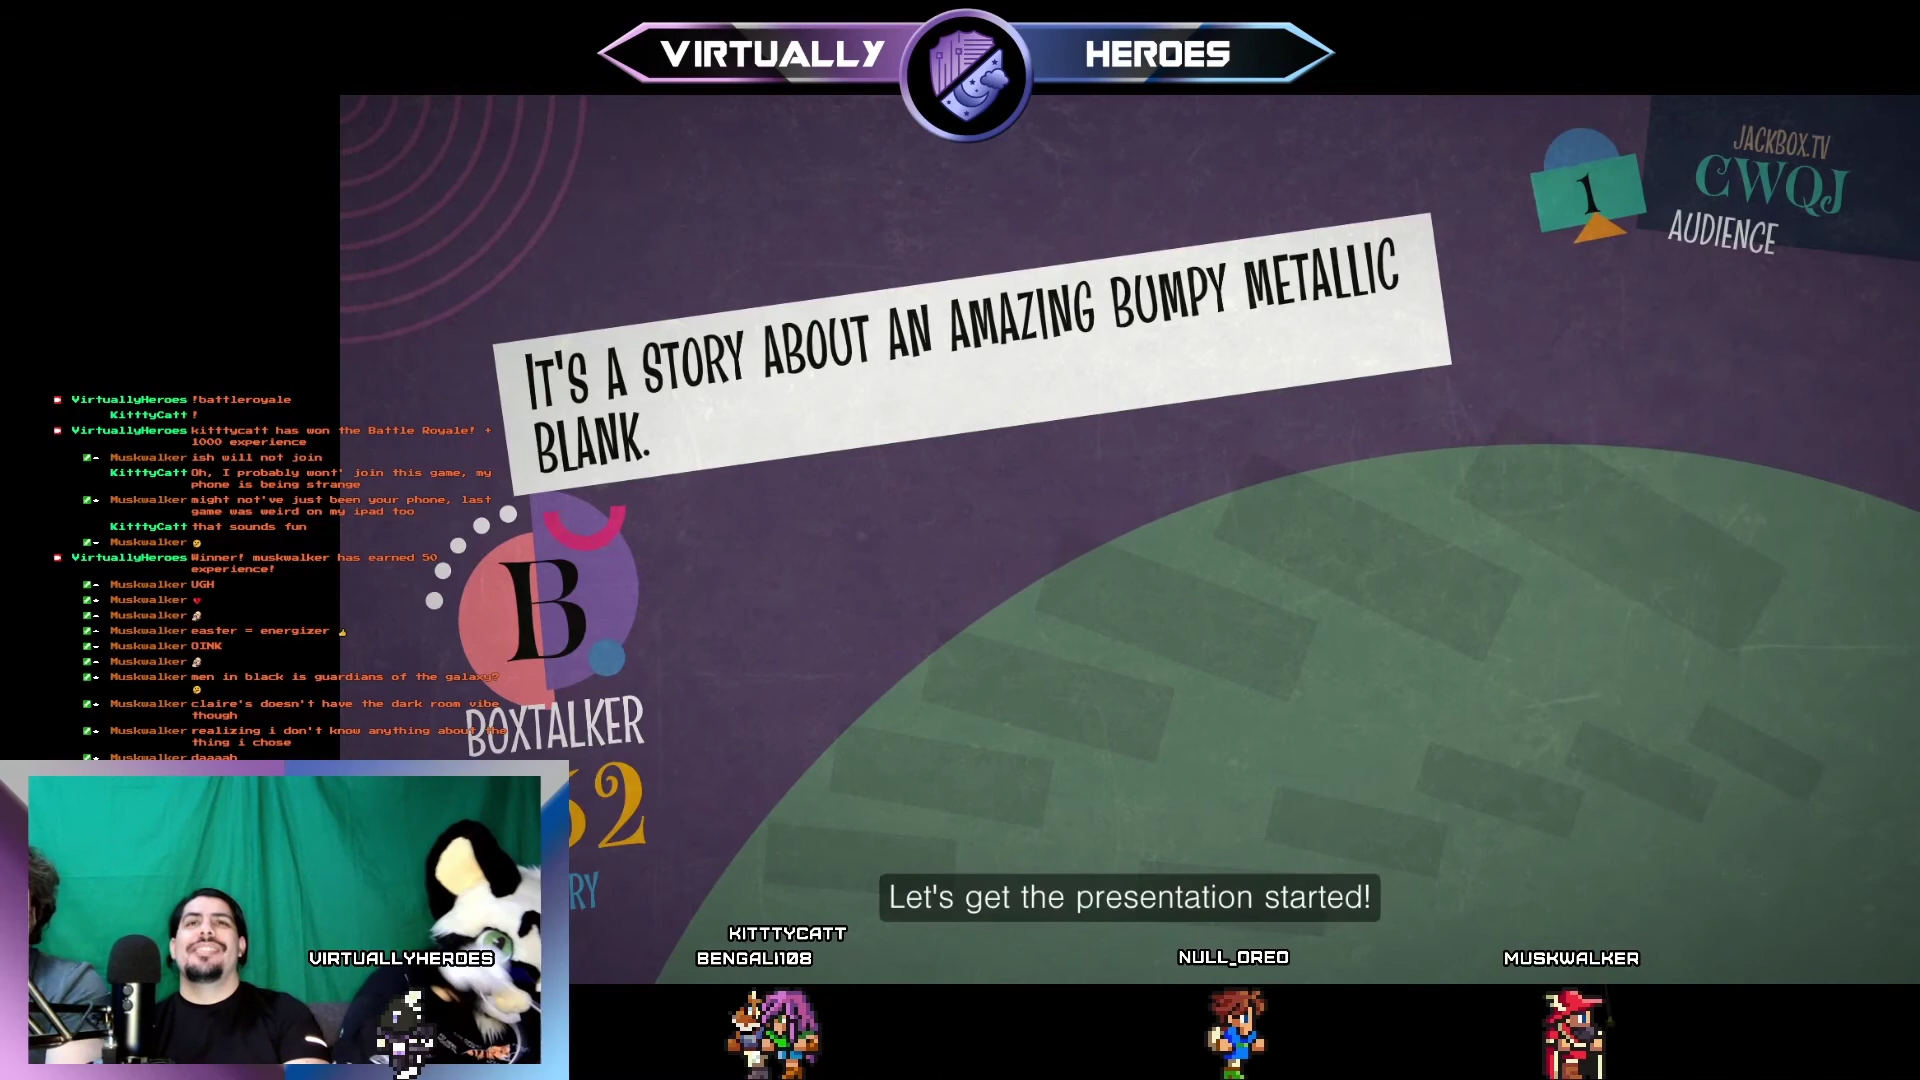 VIRTUALLY HEROES
JACKBOX.TV
CWQJ
1
AUDIENCE
IT'S A STORY ABOUT AN AMAZING BUMPY METALLIC
BLANK.
VirtuallyHeroes !battleroyale
KitttyCatt !
VirtuallyHeroes kitttycatt has won the Battle Royale! +
1000 experience
Muskwalker ish will not join
KitttyCatt Oh, I probably wont' join this game, my
phone is being strange
Muskwalker might not've just been your phone, last
game was weird on my ipad too
KitttyCatt that sounds fun
Muskwalker
VirtuallyHeroes Winner! muskwalker has earned 50
experience!
Muskwalker UGH
Muskwalker
Muskwalker
Muskwalker easter = energizer
Muskwalker OINK
Muskwalker
Muskwalker men in black is guardians of the galaxy?
Muskwalker claire's doesn't have the dark room vibe
though
Muskwalker realizing i don't know anything about the
thing i chose
Muskwalker daaaah
B
BOXTALKER
62
RY
Let's get the presentation started!
VIRTUALLYHEROES
KITTTYCATT
BENGALI108
NULL_OREO
MUSKWALKER